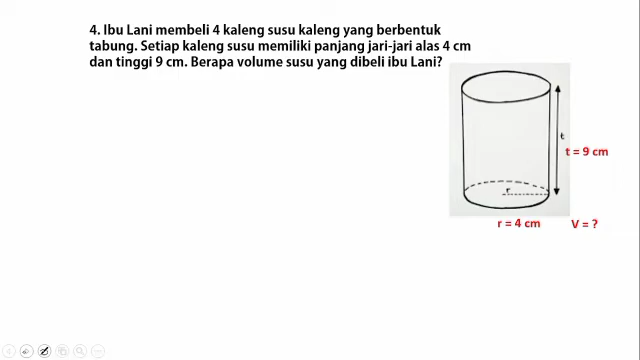 4. Ibu Lani membeli 4 kaleng susu kaleng yang berbentuk
tabung. Setiap kaleng susu memiliki panjang jari-jari alas 4 cm
dan tinggi 9 cm. Berapa volume susu yang dibeli ibu Lani?
t
t = 9 cm
r
r = 4 cm
V = ?